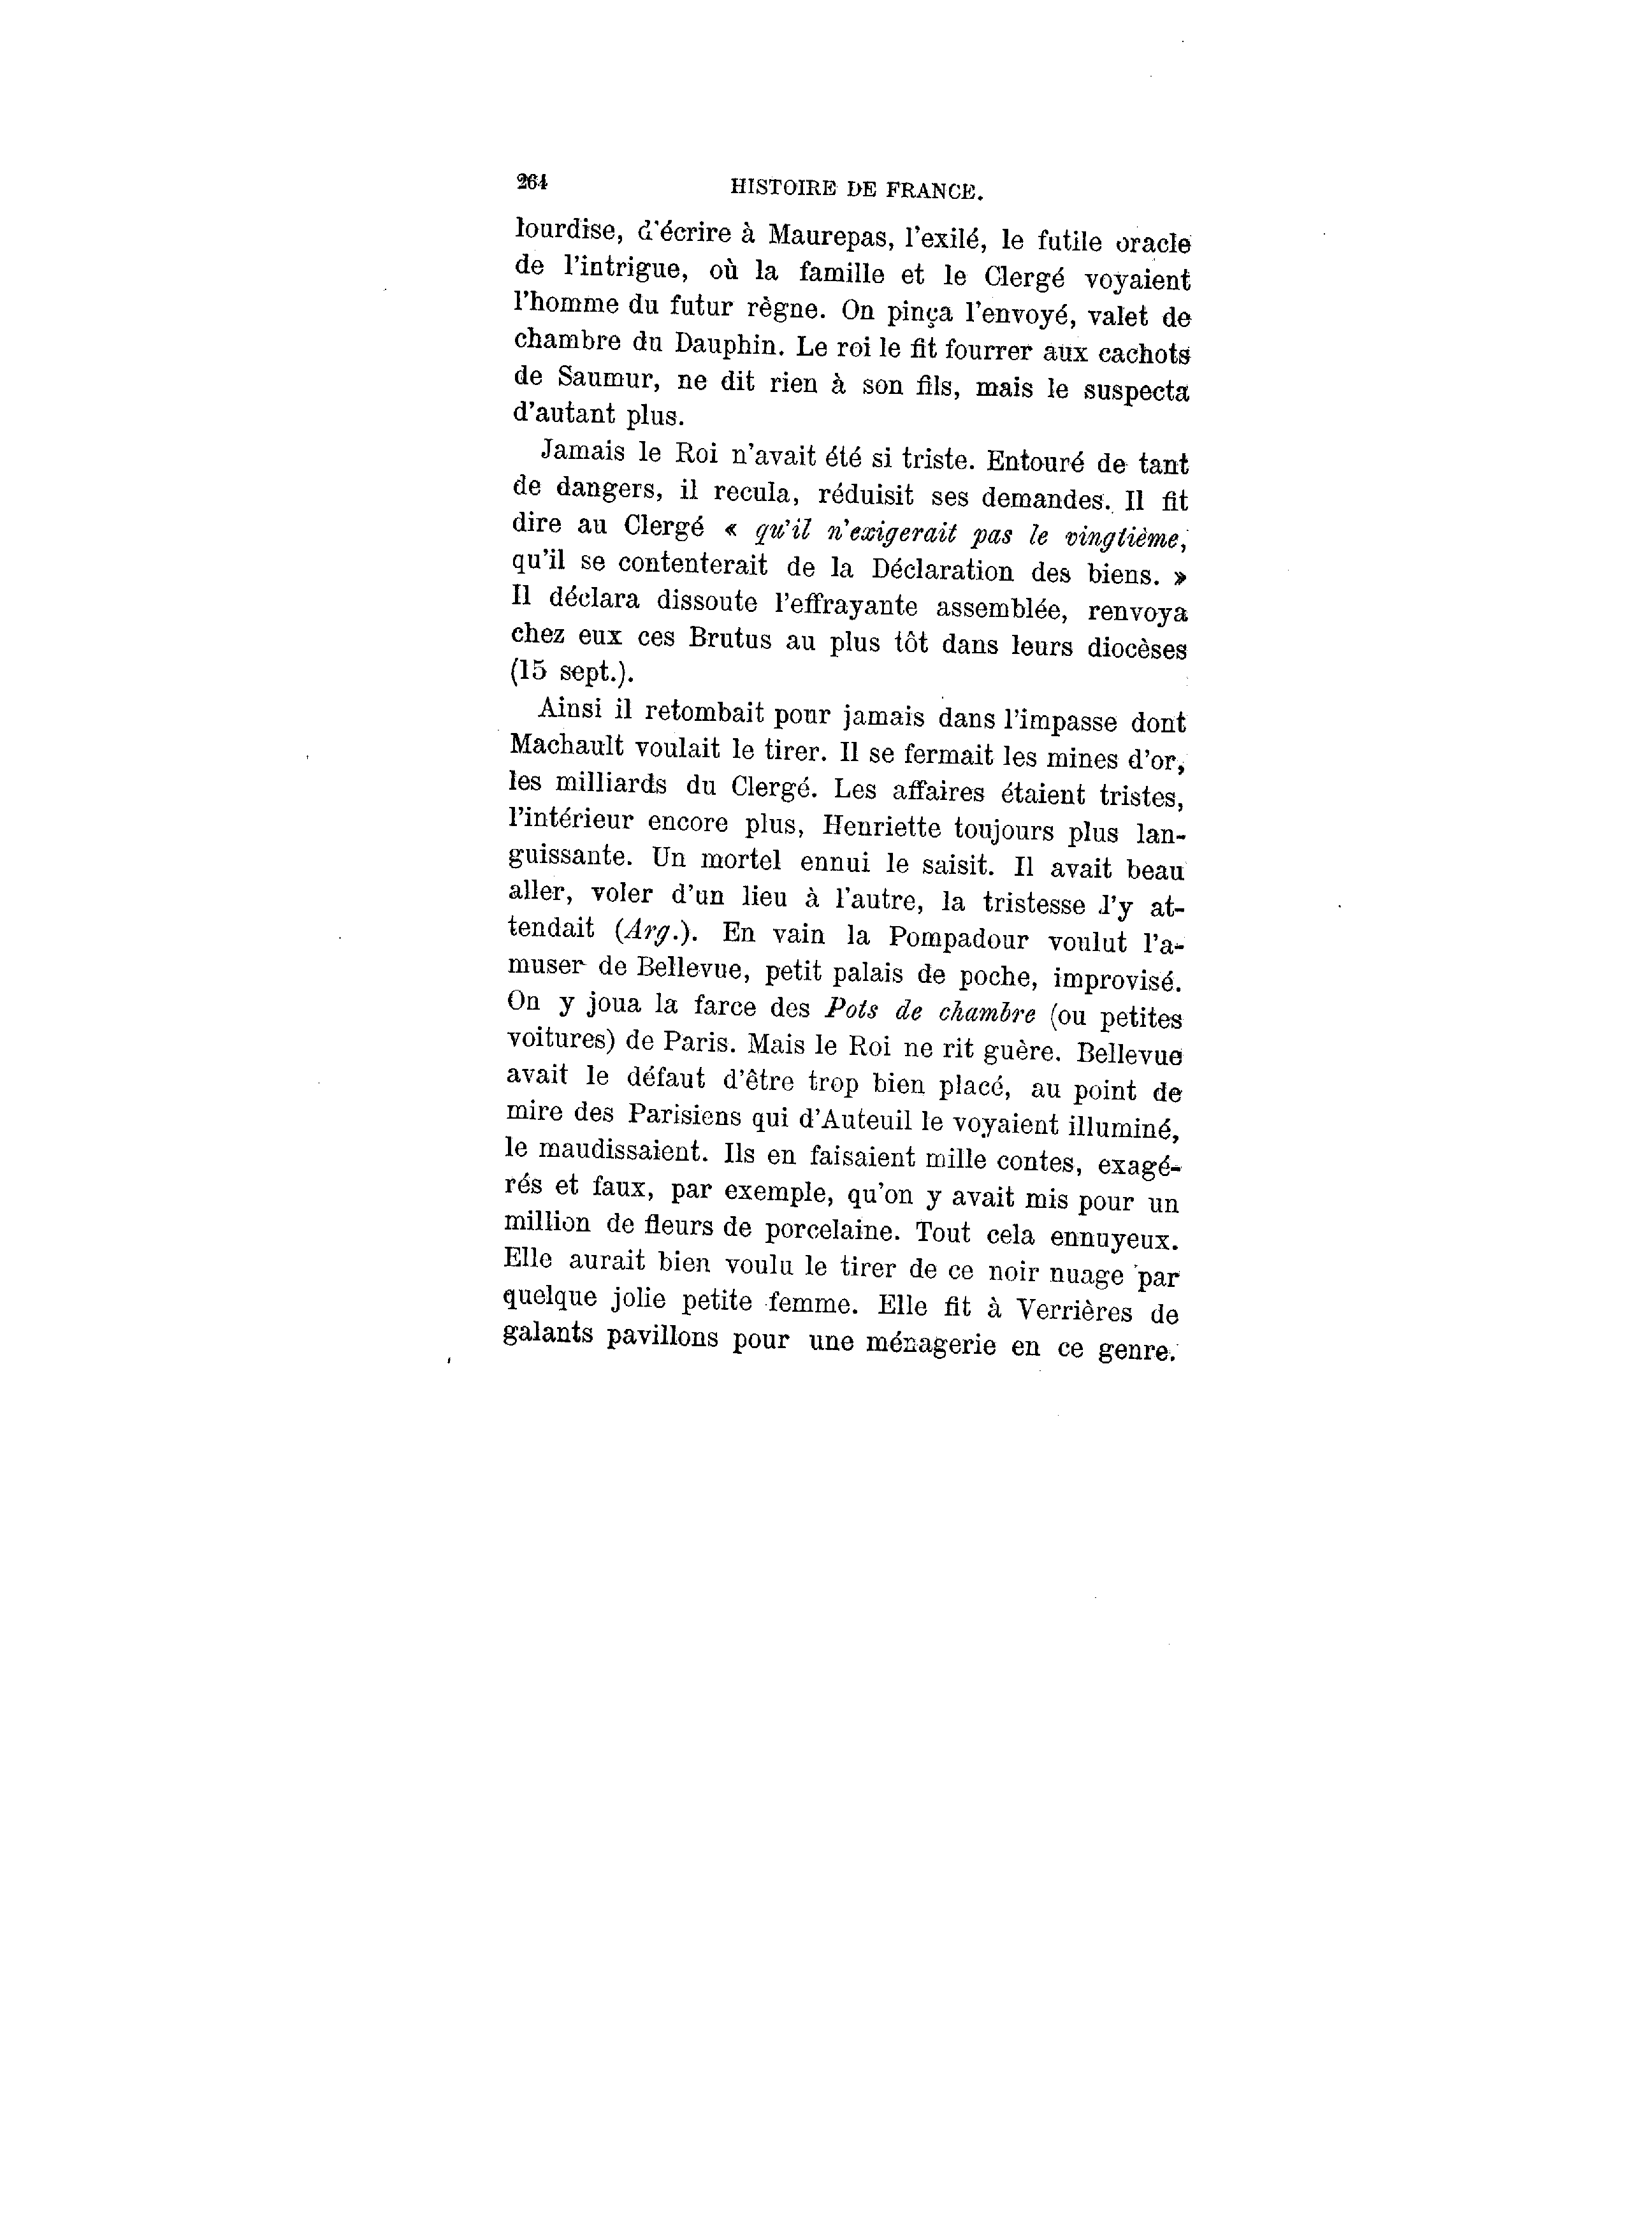 264
HISTOIRE DE FRANCE.
lourdise, d'écrire à Maurepas, l'exilé, le futile oracle
de l'intrigue, où la famille et le Clergé voyaient
l'homme du futur règne. On pinça l'envoyé, valet de
chambre du Dauphin. Le roi le fit fourrer aux cachots
de Saumur, ne dit rien à son fils, mais le suspecta
d'autant plus.
Jamais le Roi n'avait été si triste. Entouré de tant
de dangers, il recula, réduisit ses demandes. Il fit
dire au Clergé « qu'il n'exigerait pas le vingtième,
qu'il se contenterait de la Déclaration des biens. »
Il déclara dissoute l'effrayante assemblée, renvoya
chez eux ces Brutus au plus tôt dans leurs diocèses
(15 sept.).
Ainsi il retombait pour jamais dans l'impasse dont
Machault voulait le tirer. Il se fermait les mines d'or,
les milliards du Clergé. Les affaires étaient tristes,
l'intérieur encore plus, Henriette toujours plus lan-
guissante. Un mortel ennui le saisit. Il avait beau
aller, voler d'un lieu à l'autre, la tristesse l'y at-
tendait (Arg.). En vain la Pompadour voulut l'a-
muser de Bellevue, petit palais de poche, improvisé.
On y joua la farce des Pots de chambre (ou petites
voitures) de Paris. Mais le Roi ne rit guère. Bellevue
avait le défaut d'être trop bien placé, au point de
mire des Parisiens qui d'Auteuil le voyaient illuminé,
le maudissaient. Ils en faisaient mille contes, exagé-
rés et faux, par exemple, qu'on y avait mis pour un
million de fleurs de porcelaine. Tout cela ennuyeux.
Elle aurait bien voulu le tirer de ce noir nuage par
quelque jolie petite femme. Elle fit à Verrières de
galants pavillons pour une ménagerie en ce genre.